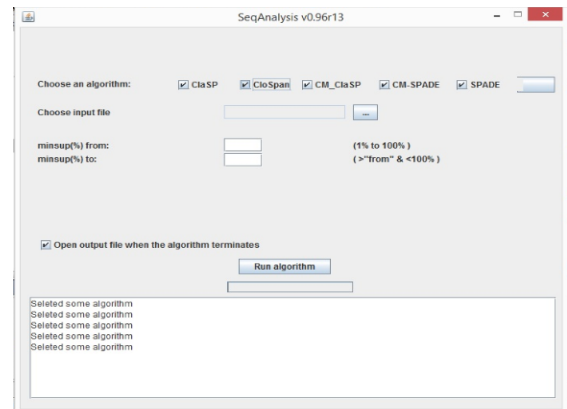 SeqAnalysis v0.96r13
Choose an algorithm: ClaSP CloSpan CM_ClaSP CM-SPADE SPADE
Choose input file ...
minsup(%) from: (1% to 100% )
minsup(%) to: ( >"from" & <100% )
Open output file when the algorithm terminates
Run algorithm
Seleted some algorithm
Seleted some algorithm
Seleted some algorithm
Seleted some algorithm
Seleted some algorithm